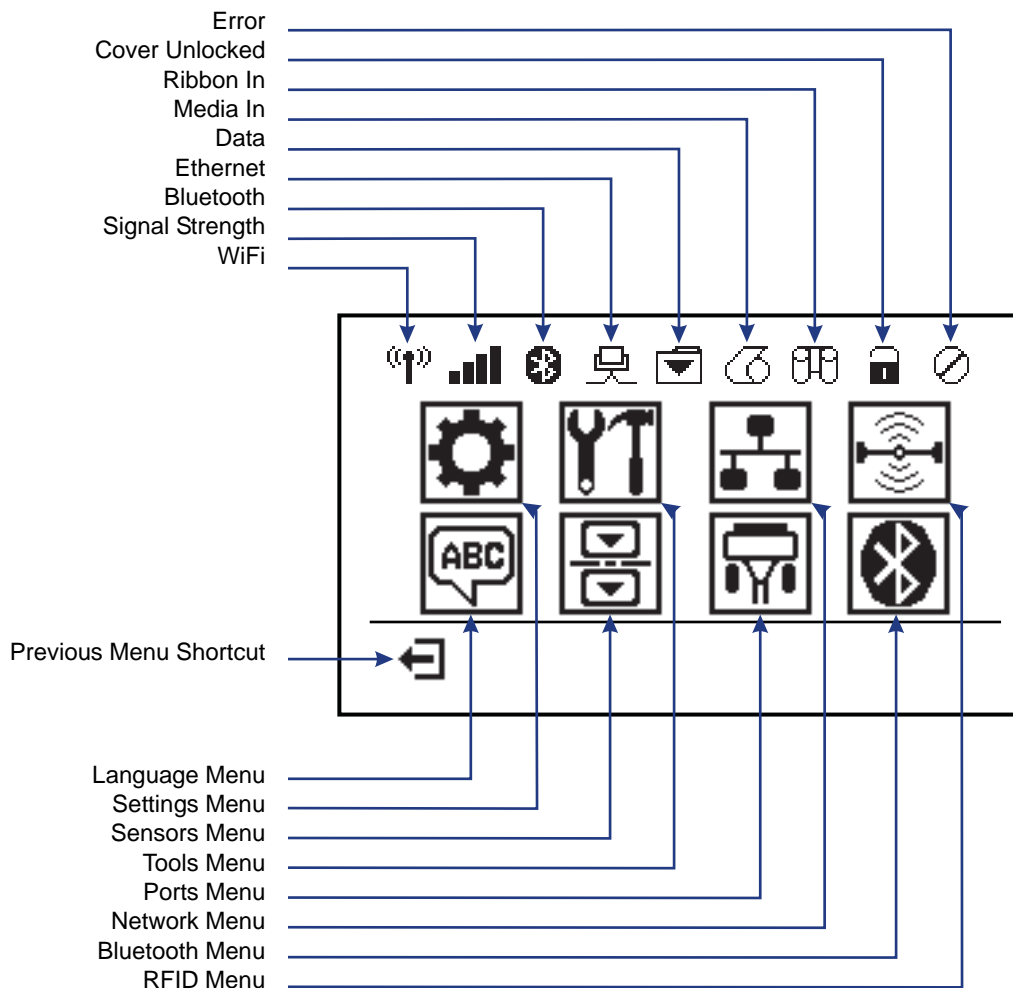 Error
Cover Unlocked
Ribbon In
Media In
Data
Ethernet
Bluetooth
Signal Strength
WiFi
ABC
Previous Menu Shortcut
Language Menu
Settings Menu
Sensors Menu
Tools Menu
Ports Menu
Network Menu
Bluetooth Menu
RFID Menu